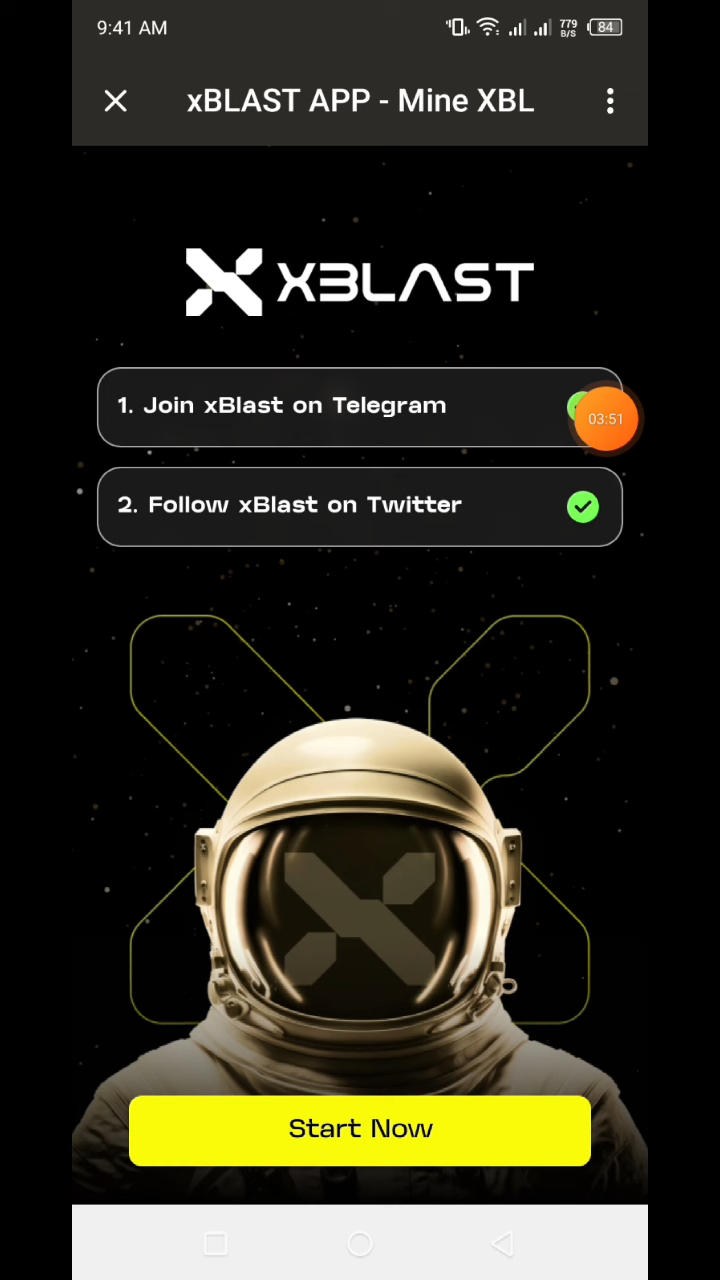 9:41 AM
779
B/S
84
xBLAST APP - Mine XBL
XBLAST
1. Join xBlast on Telegram
03:51
2. Follow xBlast on Twitter
Start Now